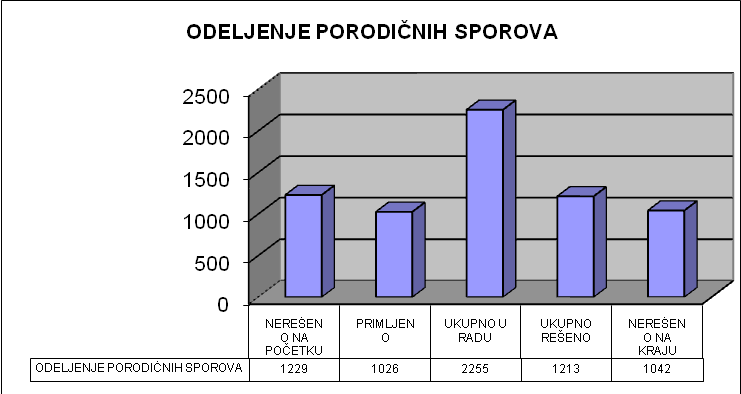 ODELJENJE PORODIČNIH SPOROVA
2500
2000
1500
1000
500
0
NEREŠEN
O NA
POČETKU
PRIMLJEN
O
UKUPNO U
RADU
UKUPNO
REŠENO
NEREŠEN
O NA
KRAJU
ODELJENJE PORODIČNIH SPOROVA 1229 1026 2255 1213 1042